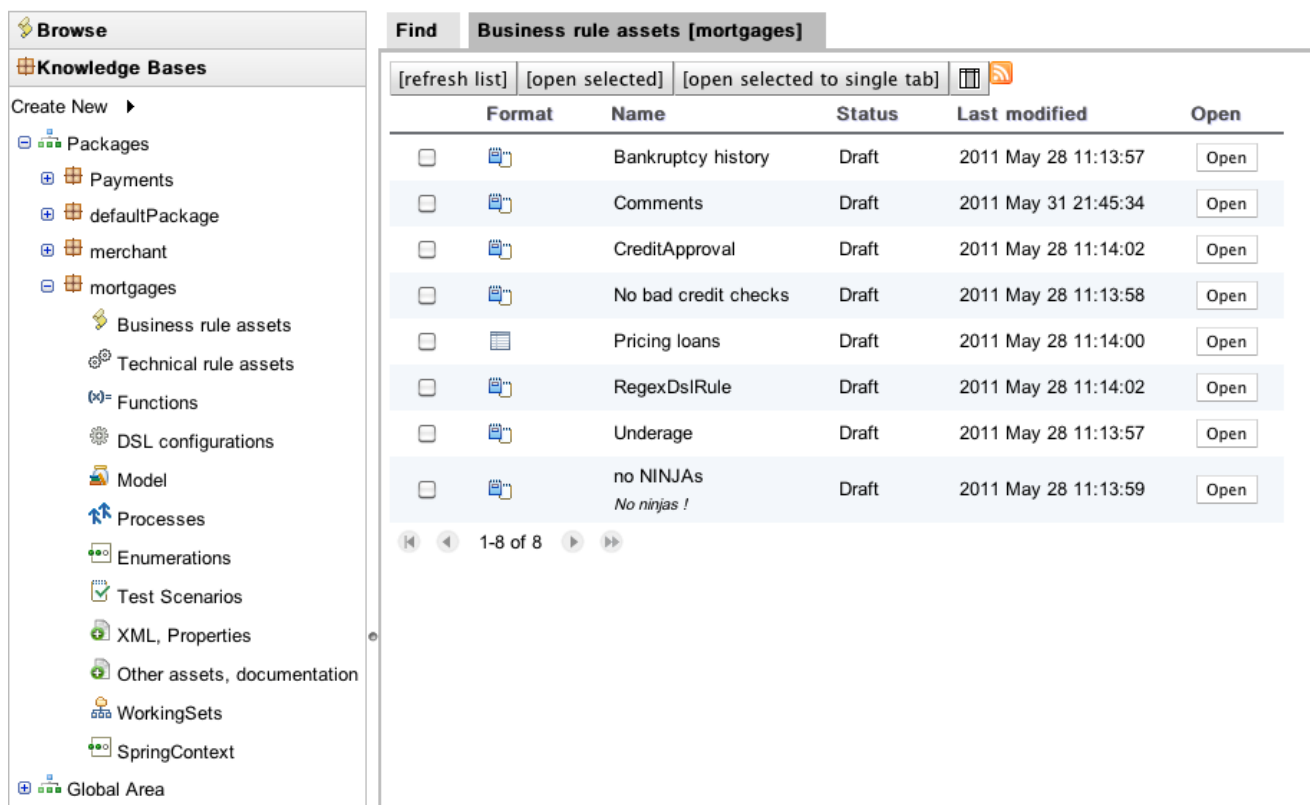 Browse
Knowledge Bases
Create New
Packages
Payments
defaultPackage
merchant
mortgages
Business rule assets
Technical rule assets
(x)= Functions
DSL configurations
Model
Processes
Enumerations
Test Scenarios
XML, Properties
Other assets, documentation
WorkingSets
SpringContext
Global Area
Find Business rule assets [mortgages]
[refresh list] [open selected] [open selected to single tab]
Format Name Status Last modified Open
Bankruptcy history Draft 2011 May 28 11:13:57 Open
Comments Draft 2011 May 31 21:45:34 Open
CreditApproval Draft 2011 May 28 11:14:02 Open
No bad credit checks Draft 2011 May 28 11:13:58 Open
Pricing loans Draft 2011 May 28 11:14:00 Open
RegexDslRule Draft 2011 May 28 11:14:02 Open
Underage Draft 2011 May 28 11:13:57 Open
no NINJAs Draft 2011 May 28 11:13:59 Open
No ninjas !
1-8 of 8